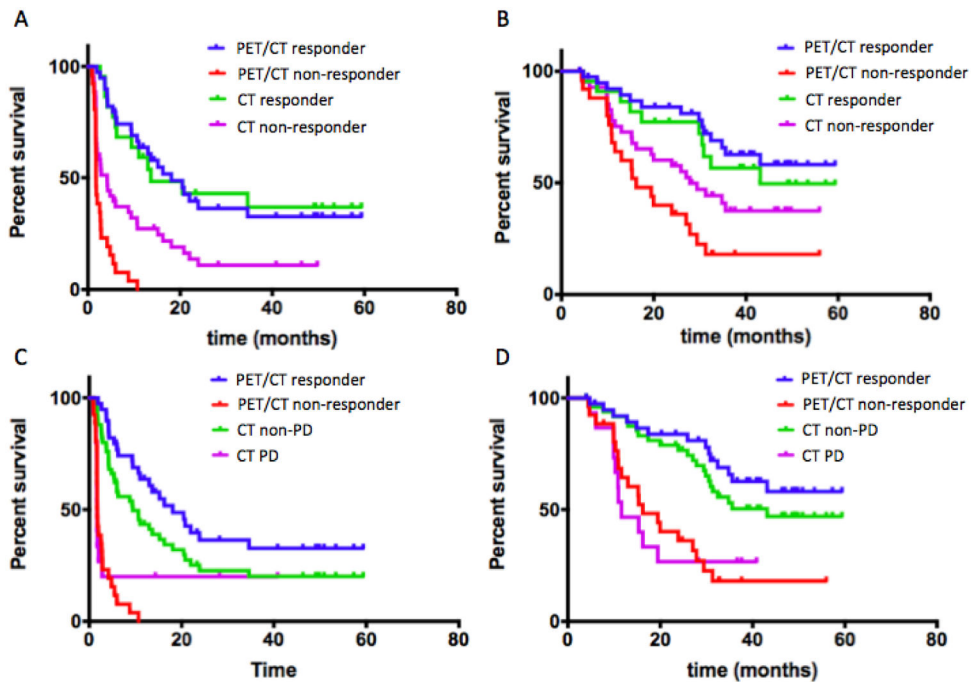 A
PET/CT responder
PET/CT non-responder
CT responder
CT non-responder
Percent survival
100
50
0
0 20 40 60 80
time (months)
B
PET/CT responder
PET/CT non-responder
CT responder
CT non-responder
Percent survival
100
50
0
0 20 40 60 80
time (months)
C
PET/CT responder
PET/CT non-responder
CT non-PD
CT PD
Percent survival
100
50
0
0 20 40 60 80
Time
D
PET/CT responder
PET/CT non-responder
CT non-PD
CT PD
Percent survival
100
50
0
0 20 40 60 80
time (months)